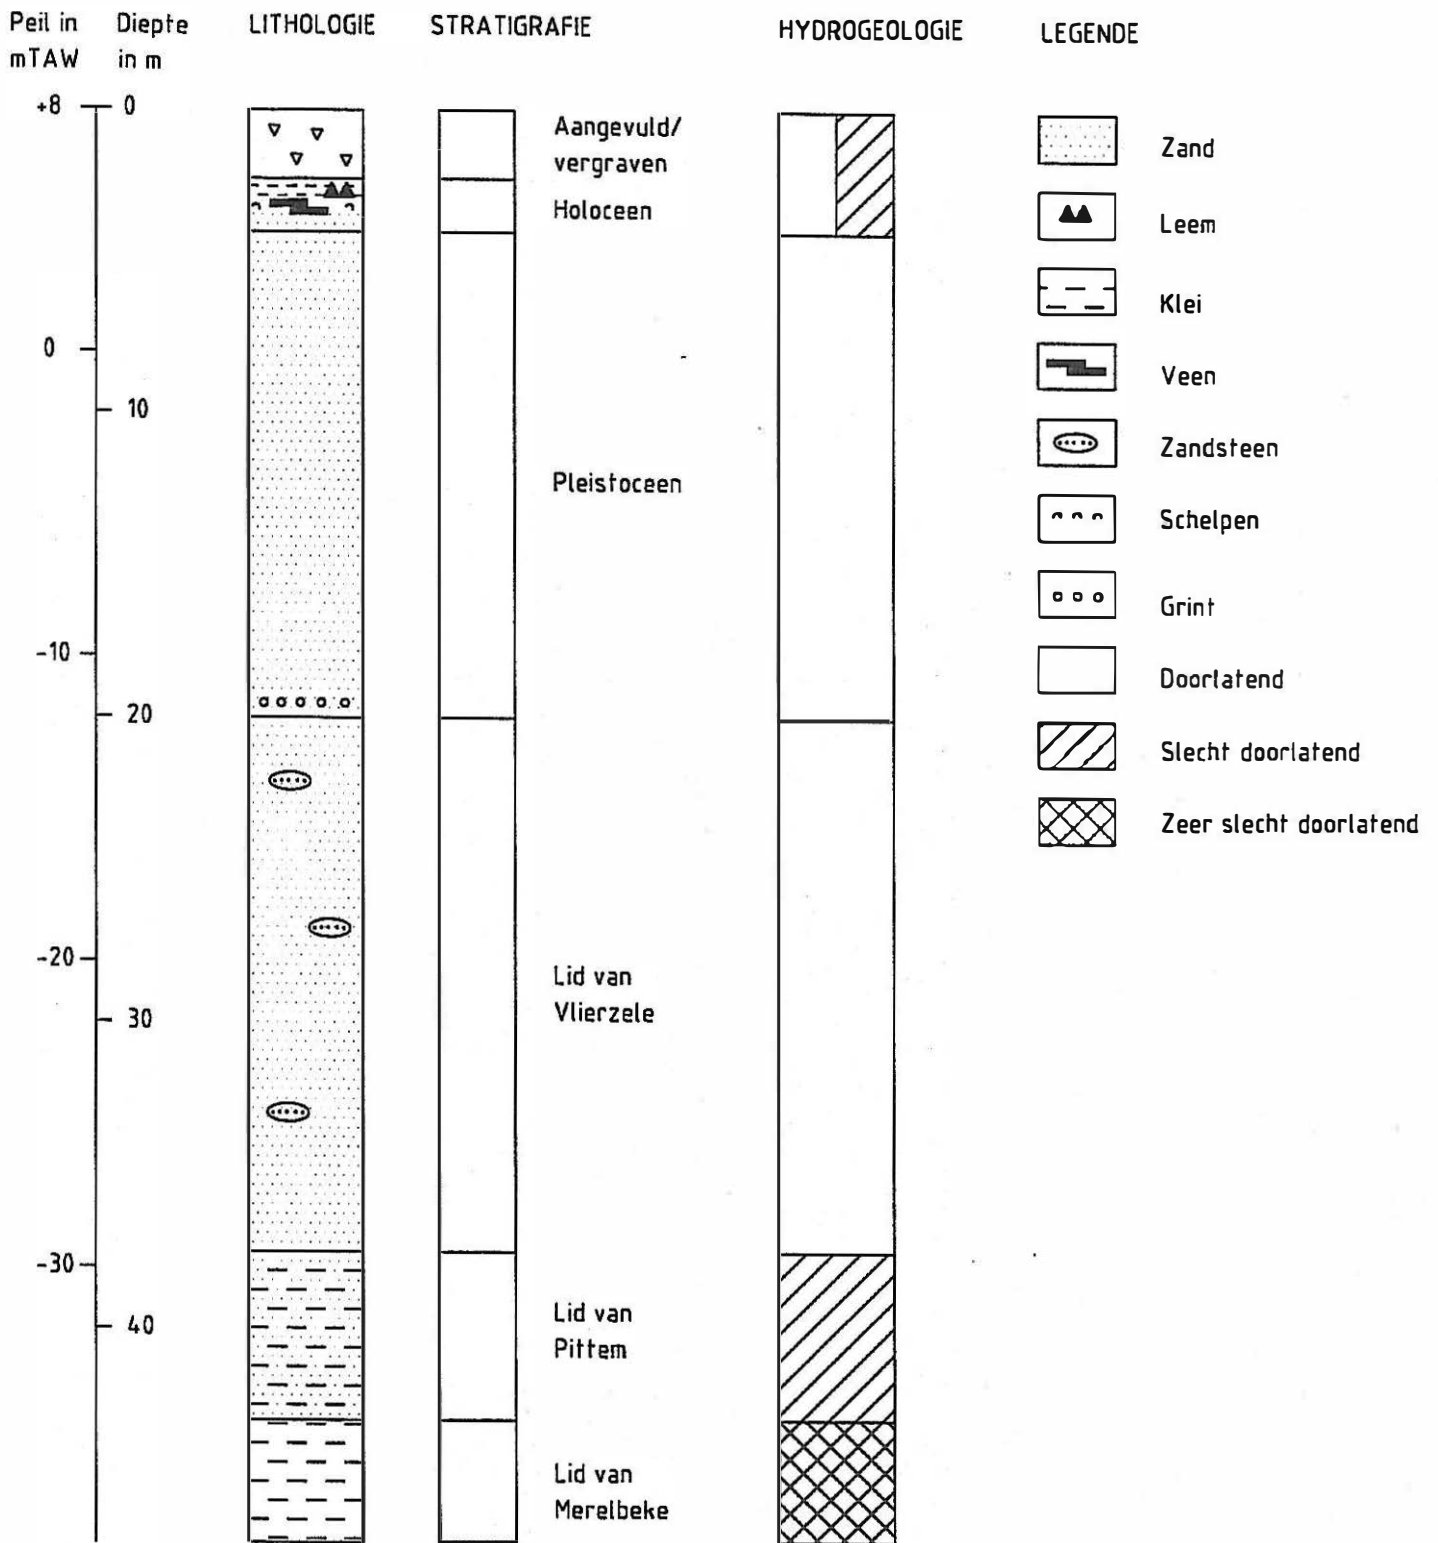 Peil in
mTAW
Diepte
in m
LITHOLOGIE
STRATIGRAFIE
HYDROGEOLOGIE
LEGENDE
+8
0
-10
-20
-30
0
10
20
30
40
Aangevuld/
vergraven
Holoceen
Pleistoceen
Lid van
Vlierzele
Lid van
Pittem
Lid van
Merelbeke
Zand
Leem
Klei
Veen
Zandsteen
Schelpen
Grint
Doorlatend
Slecht doorlatend
Zeer slecht doorlatend